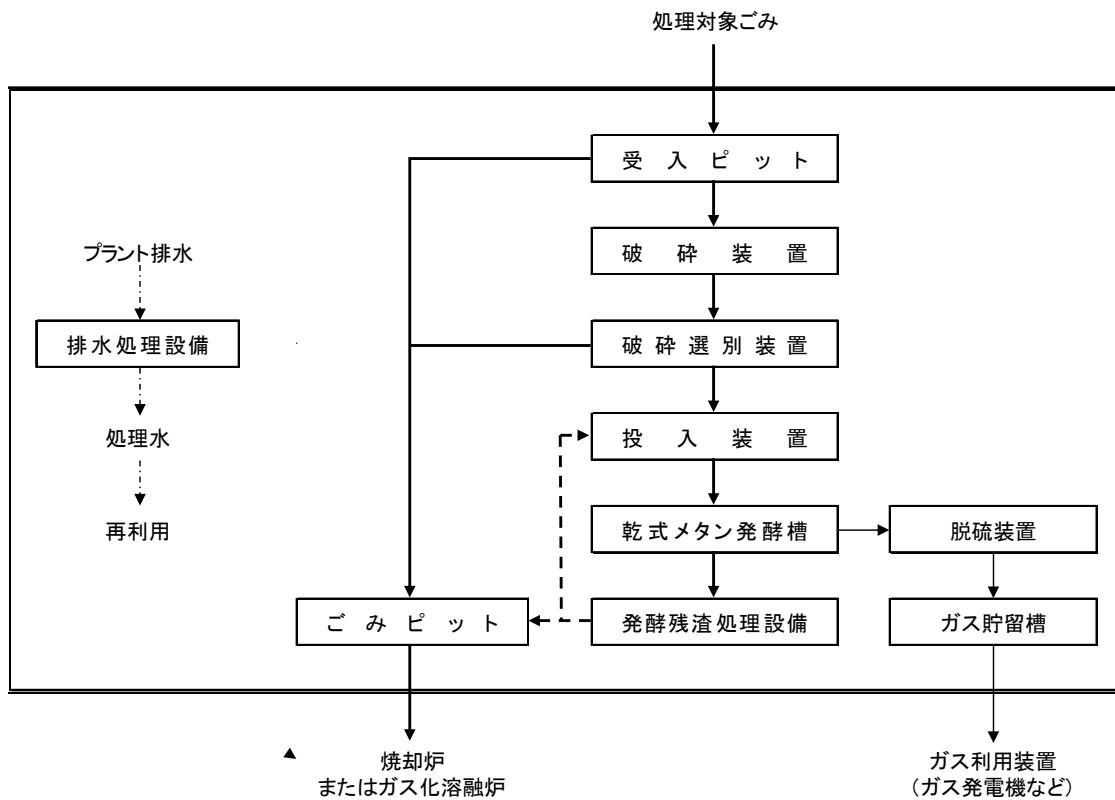 処理対象ごみ
受入ピット
破砕装置
プラント排水
排水処理設備
破砕選別装置
処理水
投入装置
再利用
乾式メタン発酵槽
脱硫装置
ごみピット
発酵残渣処理設備
ガス貯留槽
焼却炉
またはガス化溶融炉
ガス利用装置
(ガス発電機など)